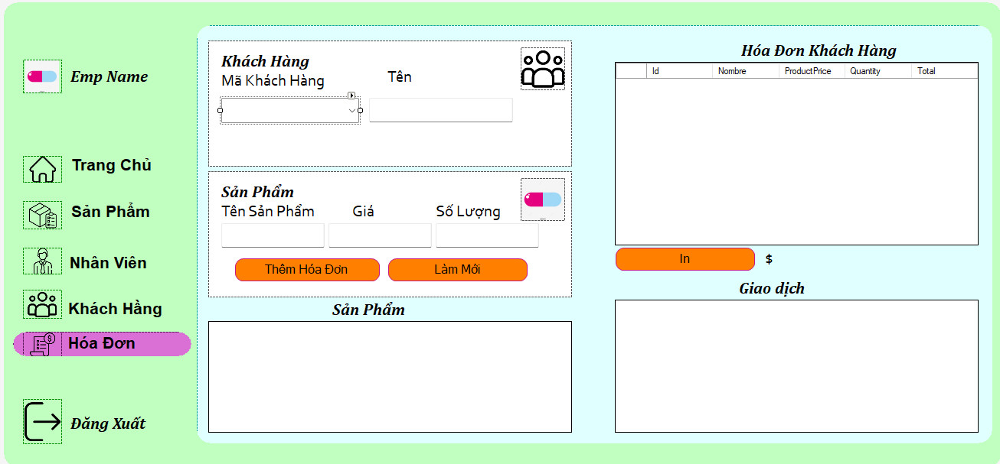 Emp Name
Trang Chủ
Sản Phẩm
Nhân Viên
Khách Hằng
Hóa Đơn
Đăng Xuất
Khách Hàng
Mã Khách Hàng Tên
Sản Phẩm
Tên Sản Phẩm Giá Số Lượng
Thêm Hóa Đơn Làm Mới
Sản Phẩm
Hóa Đơn Khách Hàng
Id Nombre ProductPrice Quantity Total
In $
Giao dịch